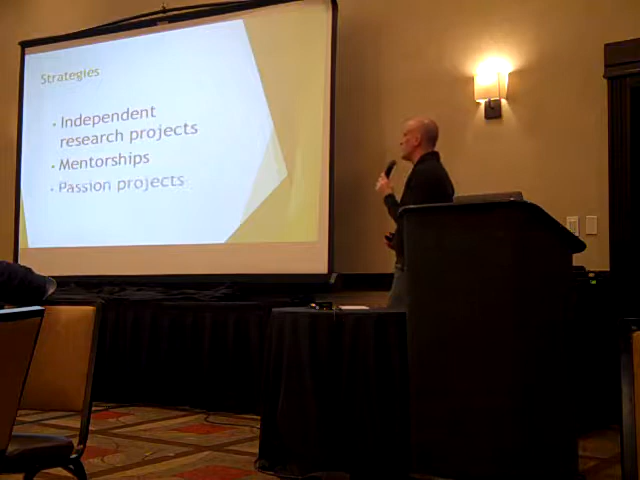 Strategies
• Independent
research projects
• Mentorships
• Passion projects